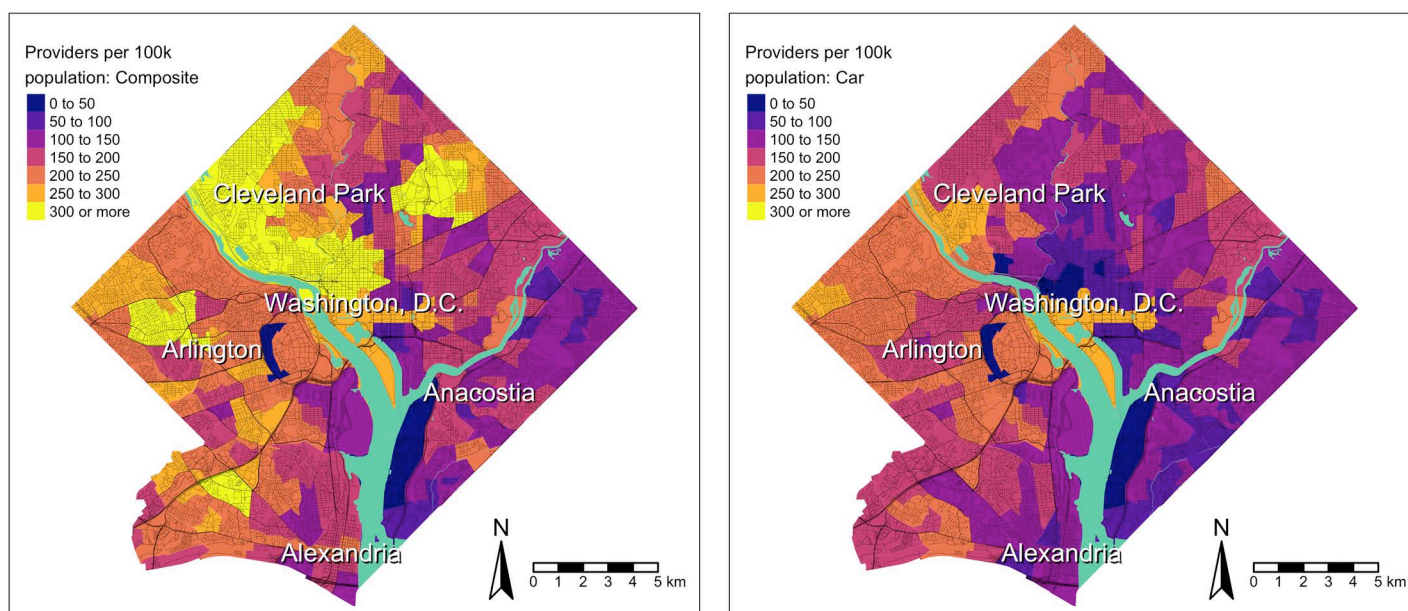 Providers per 100k
population: Composite
0 to 50
50 to 100
100 to 150
150 to 200
200 to 250
250 to 300
300 or more
Cleveland Park
Washington, D.C.
Arlington
Anacostia
Alexandria
N
0 1 2 3 4 5 km
Providers per 100k
population: Car
0 to 50
50 to 100
100 to 150
150 to 200
200 to 250
250 to 300
300 or more
Cleveland Park
Washington, D.C.
Arlington
Anacostia
Alexandria
N
0 1 2 3 4 5 km